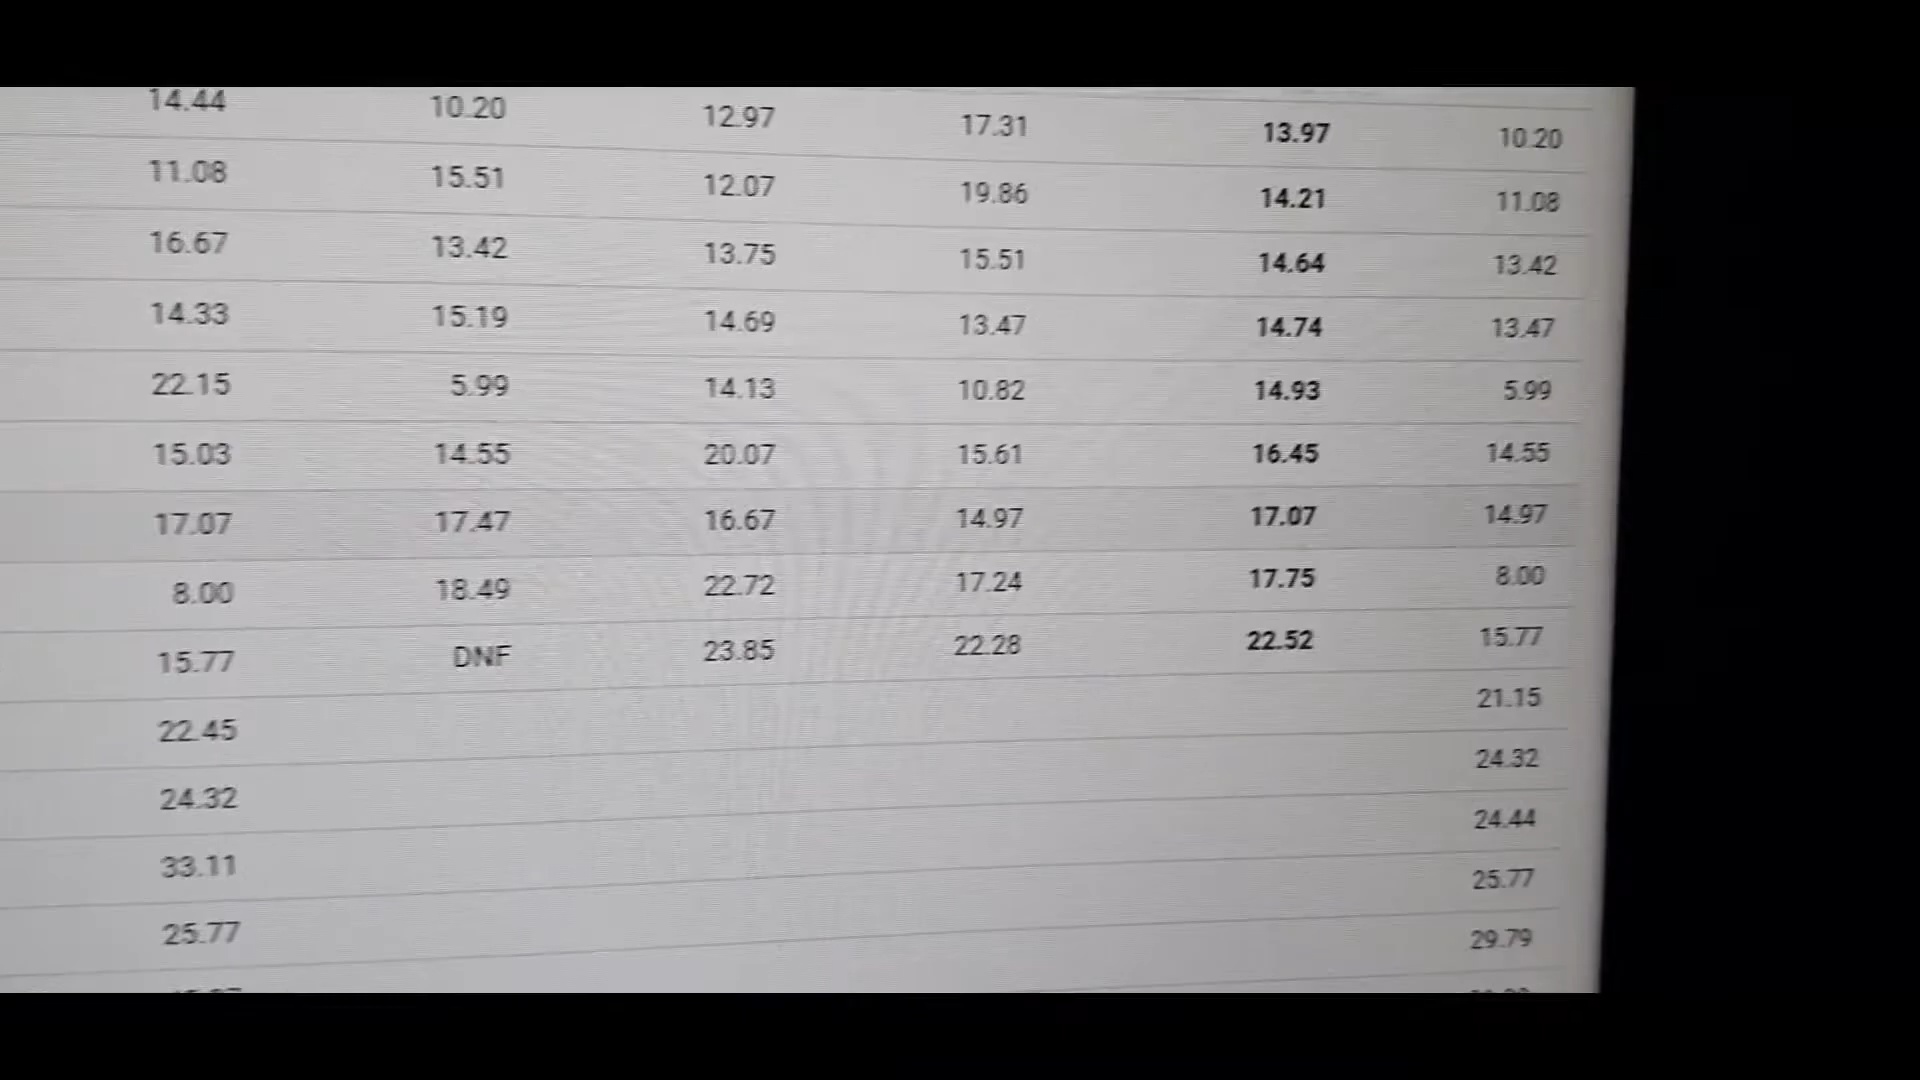 14.44 10.20 12.97 17.31 13.97 10.20
11.08 15.51 12.07 19.86 14.21 11.08
16.67 13.42 13.75 15.51 14.64 13.42
14.33 15.19 14.69 13.47 14.74 13.47
22.15 5.99 14.13 10.82 14.93 5.99
15.03 14.55 20.07 15.61 16.45 14.55
17.07 17.47 16.67 14.97 17.07 14.97
8.00 18.49 22.72 17.24 17.75 8.00
15.77 DNF 23.85 22.28 22.52 15.77
22.45 21.15
24.32 24.32
33.11 24.44
25.77 25.77
29.79